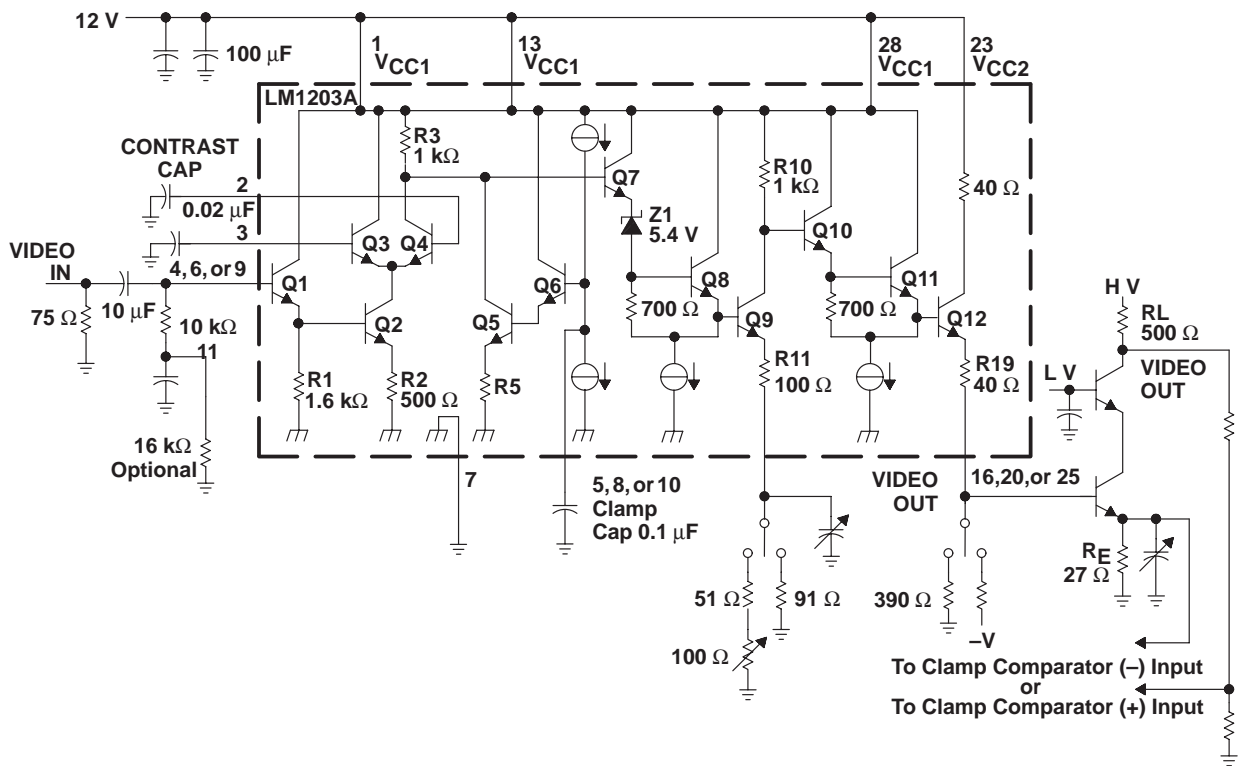 12 V
100 μF
1
VCC1
13
VCC1
28
VCC1
23
VCC2
LM1203A
CONTRAST
CAP
2
0.02 μF
3
VIDEO
IN
4, 6, or 9
75 Ω
10 μF
10 kΩ
11
16 kΩ
Optional
R3
1 kΩ
Q1
Q2
Q3
Q4
Q5
Q6
R1
1.6 kΩ
R2
500 Ω
R5
7
5, 8, or 10
Clamp
Cap 0.1 μF
Q7
Z1
5.4 V
Q8
700 Ω
Q9
R10
1 kΩ
R11
100 Ω
Q10
Q11
700 Ω
Q12
40 Ω
R19
40 Ω
51 Ω
91 Ω
100 Ω
VIDEO
OUT
16, 20, or 25
390 Ω
–V
H V
RL
500 Ω
L V
VIDEO
OUT
RE
27 Ω
To Clamp Comparator (–) Input
or
To Clamp Comparator (+) Input